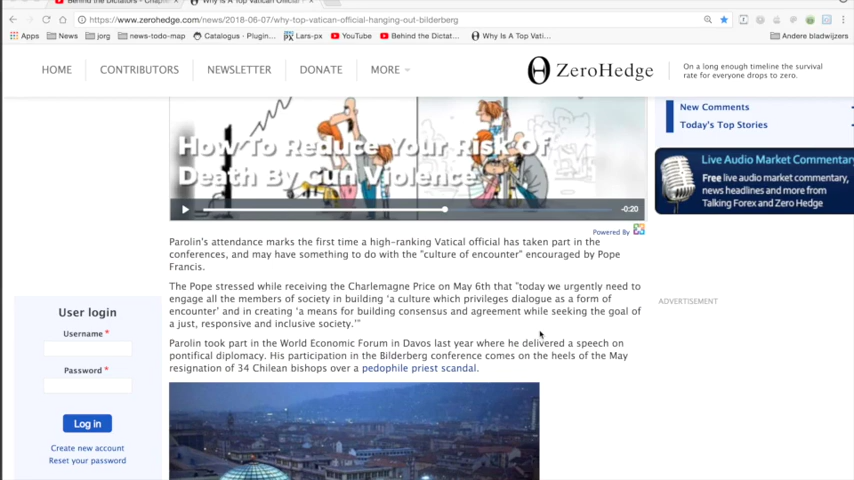 Behind the Dictators - Chapte
Why Is A Top Vatican Official
https://www.zerohedge.com/news/2018-06-07/why-top-vatican-official-hanging-out-bilderberg
Apps News jorg news-todo-map Catalogus - Plugin... Lars-px YouTube Behind the Dictat... Why Is A Top Vati... Andere bladwijzers
HOME CONTRIBUTORS NEWSLETTER DONATE MORE
ZeroHedge
On a long enough timeline the survival
rate for everyone drops to zero.
New Comments
Today's Top Stories
How To Reduce Your Risk Of
Death By Gun Violence
-0:20
Live Audio Market Commentary
Free live audio market commentary,
news headlines and more from
Talking Forex and Zero Hedge
Powered By
Parolin's attendance marks the first time a high-ranking Vatical official has taken part in the
conferences, and may have something to do with the "culture of encounter" encouraged by Pope
Francis.
The Pope stressed while receiving the Charlemagne Price on May 6th that "today we urgently need to
engage all the members of society in building 'a culture which privileges dialogue as a form of
encounter' and in creating 'a means for building consensus and agreement while seeking the goal of
a just, responsive and inclusive society.'"
Parolin took part in the World Economic Forum in Davos last year where he delivered a speech on
pontifical diplomacy. His participation in the Bilderberg conference comes on the heels of the May
resignation of 34 Chilean bishops over a pedophile priest scandal.
ADVERTISEMENT
User login
Username *
Password *
Log in
Create new account
Reset your password